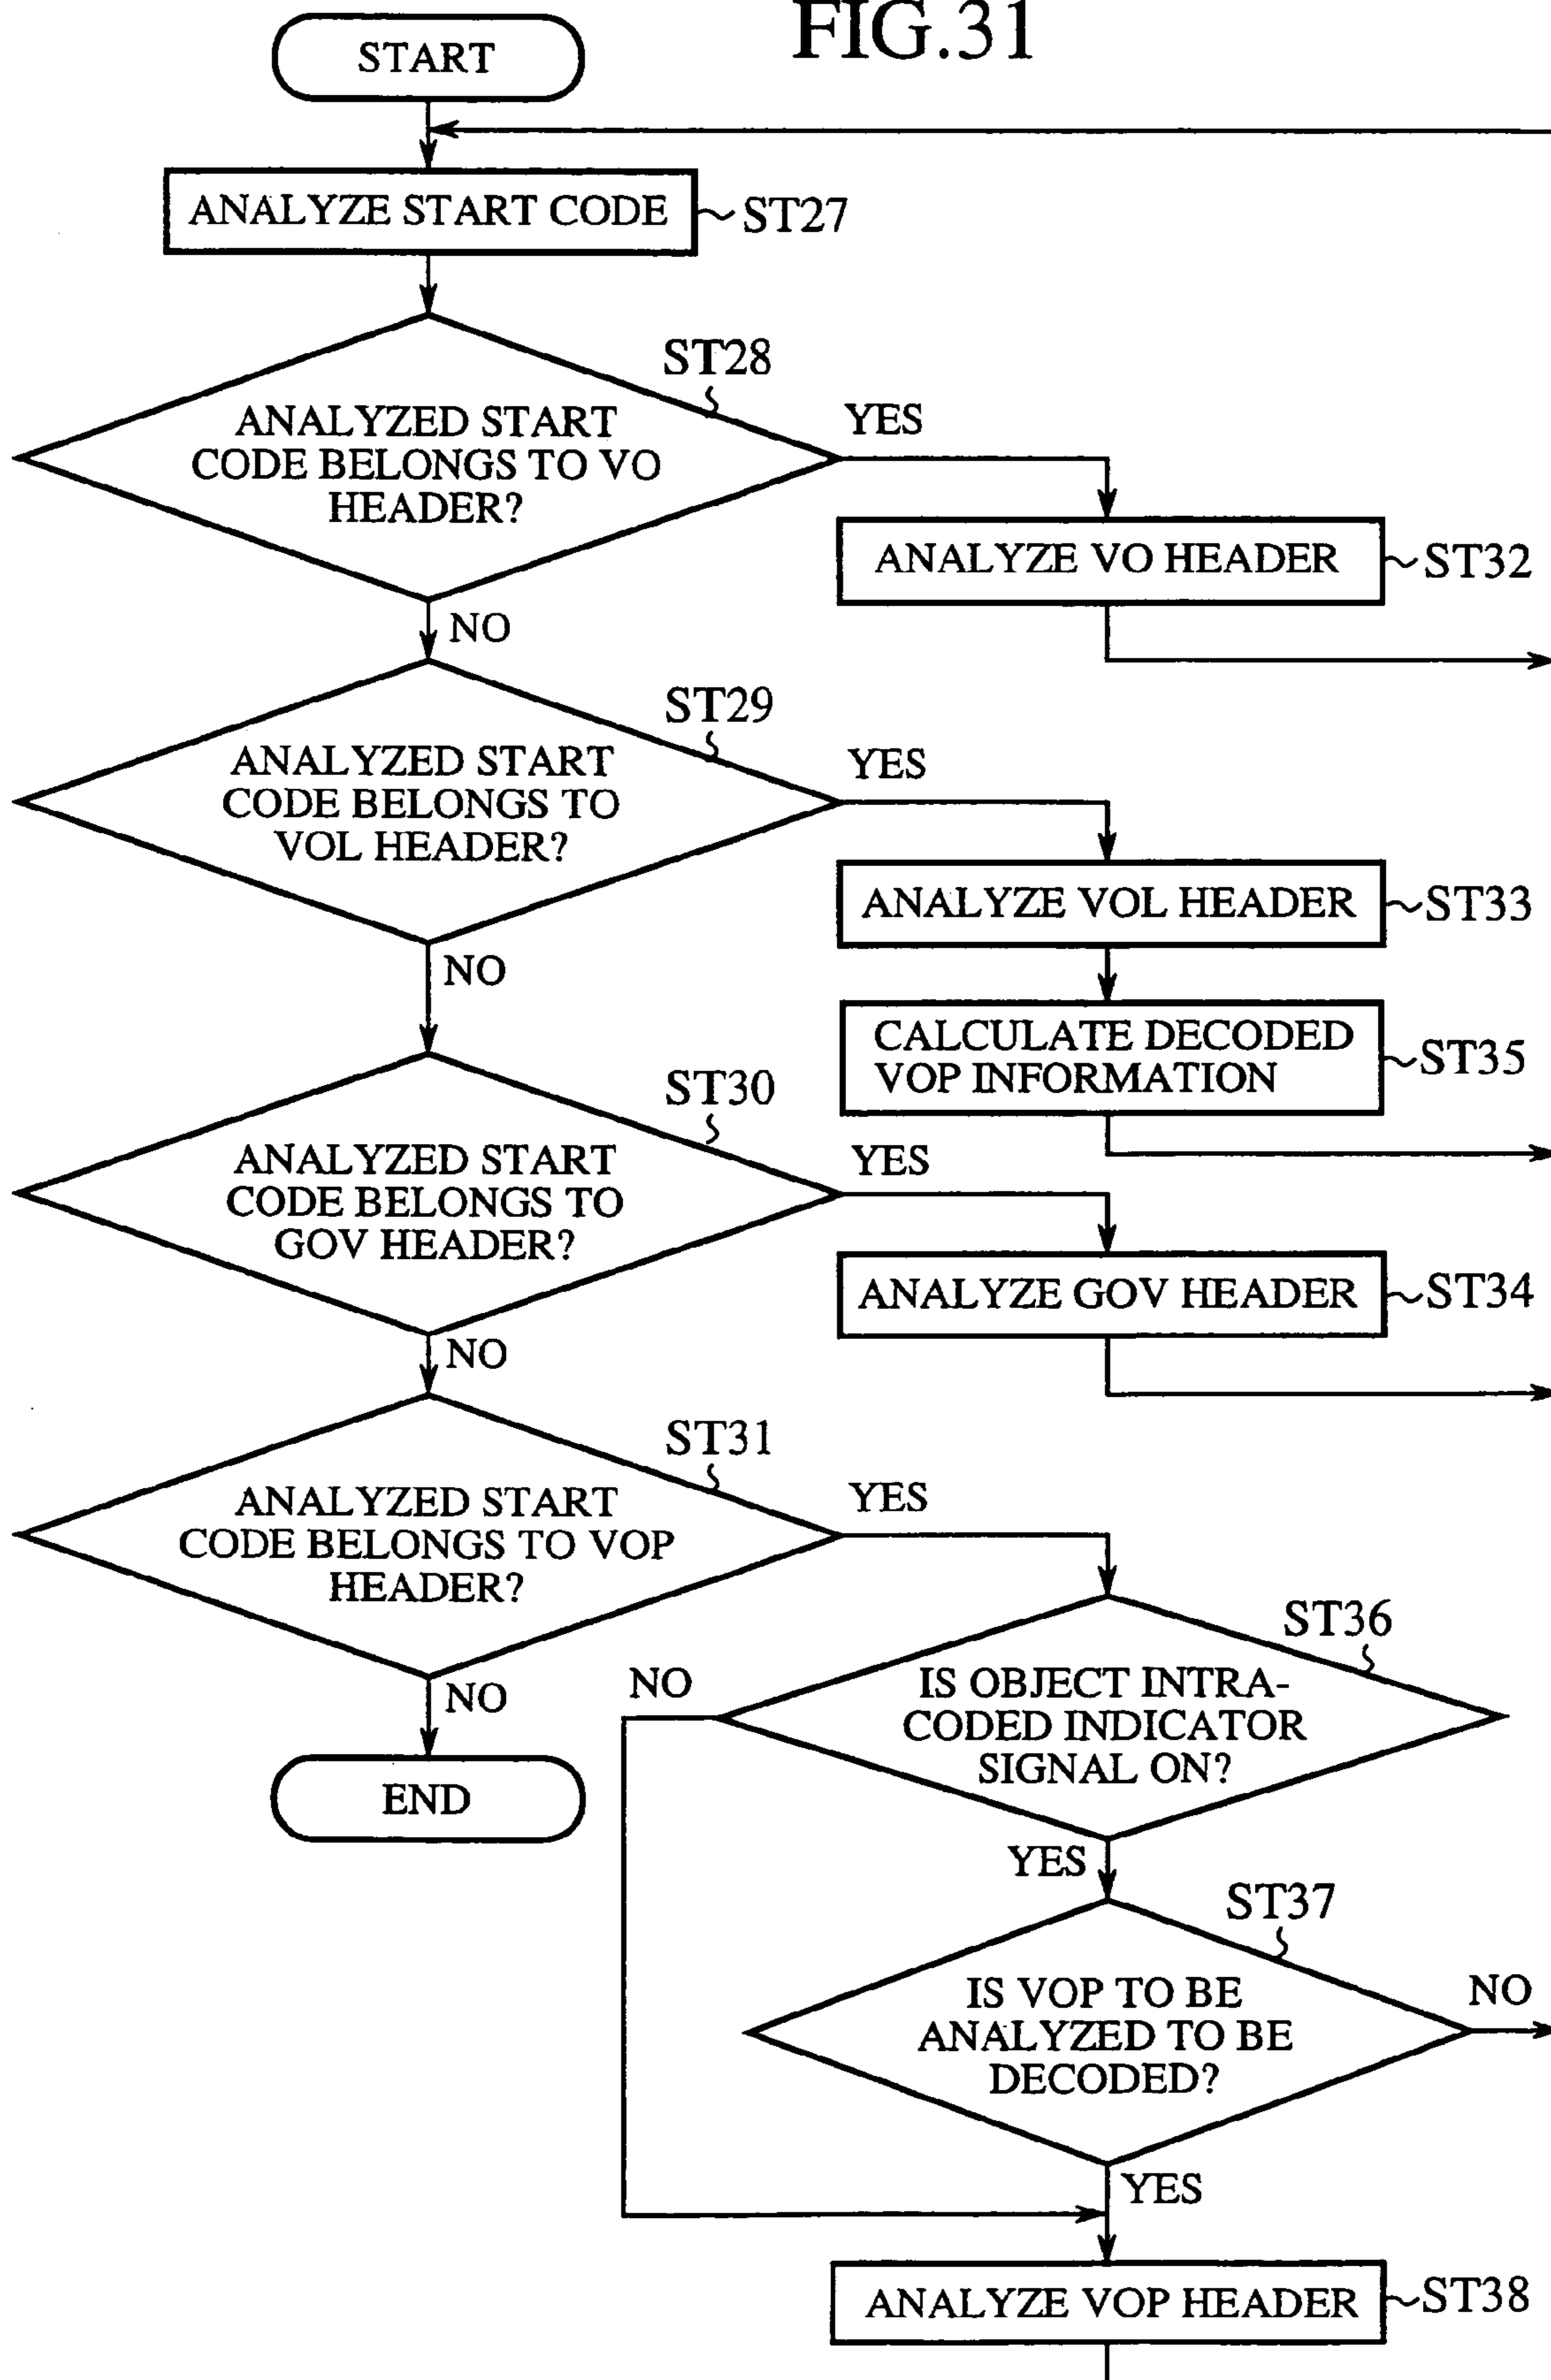 FIG.31
START
ANALYZE START CODE
ST27
ST28
ANALYZED START
CODE BELONGS TO VO
HEADER?
YES
ANALYZE VO HEADER
ST32
NO
ST29
ANALYZED START
CODE BELONGS TO
VOL HEADER?
YES
ANALYZE VOL HEADER
ST33
NO
CALCULATE DECODED
VOP INFORMATION
ST35
ST30
ANALYZED START
CODE BELONGS TO
GOV HEADER?
YES
ANALYZE GOV HEADER
ST34
NO
ST31
ANALYZED START
CODE BELONGS TO VOP
HEADER?
YES
NO
END
ST36
IS OBJECT INTRA-
CODED INDICATOR
SIGNAL ON?
NO
YES
ST37
IS VOP TO BE
ANALYZED TO BE
DECODED?
NO
YES
ANALYZE VOP HEADER
ST38